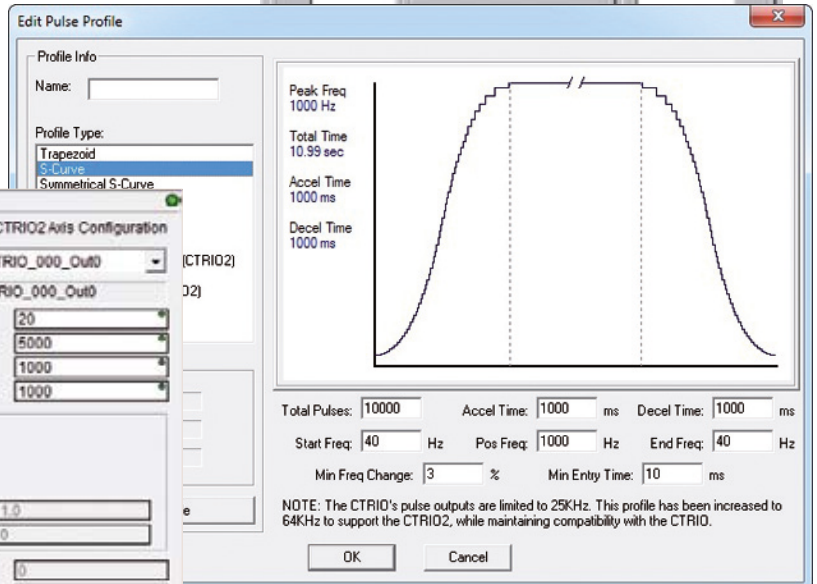 Edit Pulse Profile
Profile Info
Name:
Profile Type:
Trapezoid
S-Curve
Symmetrical S-Curve
Peak Freq
1000 Hz
Total Time
10.99 sec
Accel Time
1000 ms
Decel Time
1000 ms
CTRIO2 Axis Configuration
TRIO_000_Out0
(CTRIO2)
RIO_000_Out0
O2)
20
5000
1000
1000
1.0
0
0
e
Total Pulses: 10000 Accel Time: 1000 ms Decel Time: 1000 ms
Start Freq: 40 Hz Pos Freq: 1000 Hz End Freq: 40 Hz
Min Freq Change: 3 % Min Entry Time: 10 ms
NOTE: The CTRIO's pulse outputs are limited to 25KHz. This profile has been increased to
64KHz to support the CTRIO2, while maintaining compatibility with the CTRIO.
OK Cancel